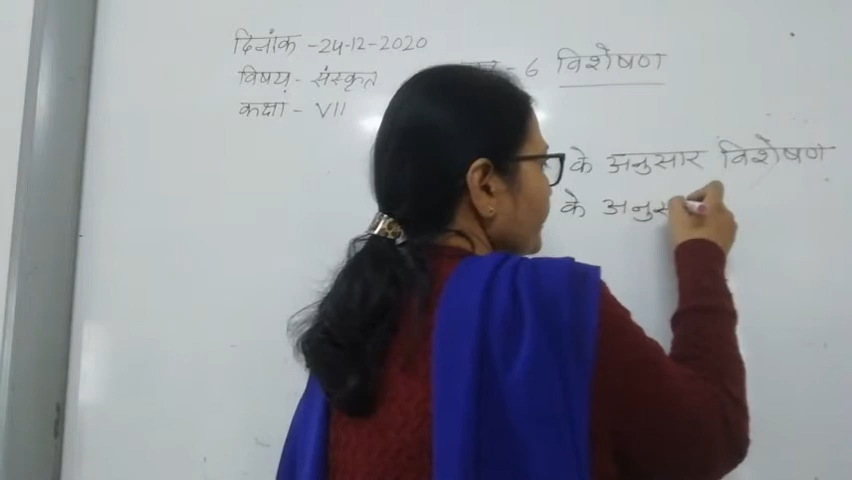 दिनांक - 24-12-2020
विषय - संस्कृत
कक्षा - VII
- 6 विशेषण
के अनुसार विशेषण
के अनुस